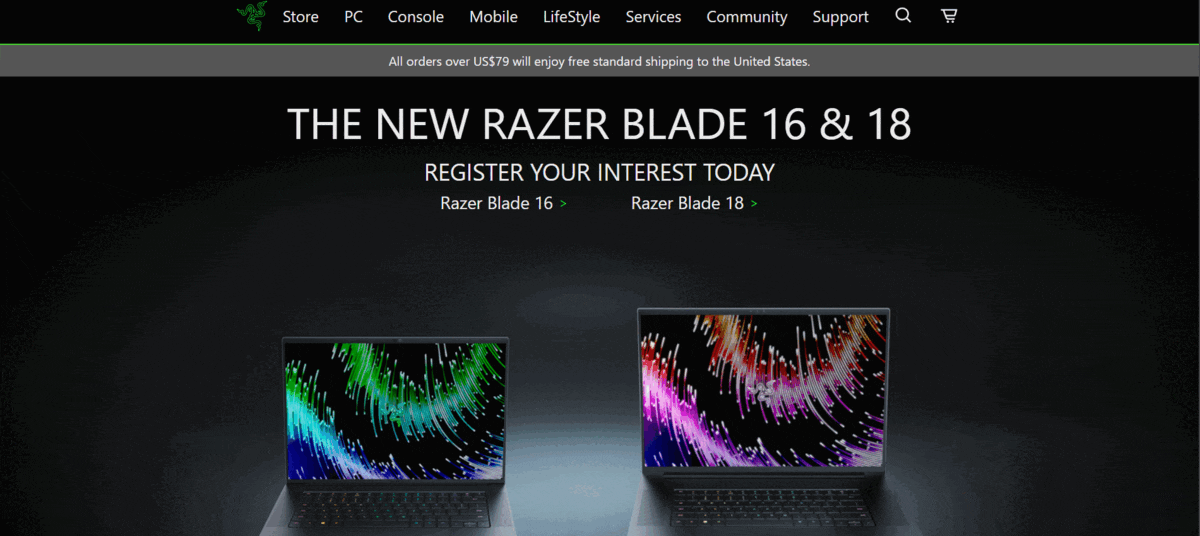 Store PC Console Mobile LifeStyle Services Community Support
All orders over US$79 will enjoy free standard shipping to the United States.
THE NEW RAZER BLADE 16 & 18
REGISTER YOUR INTEREST TODAY
Razer Blade 16 > Razer Blade 18 >